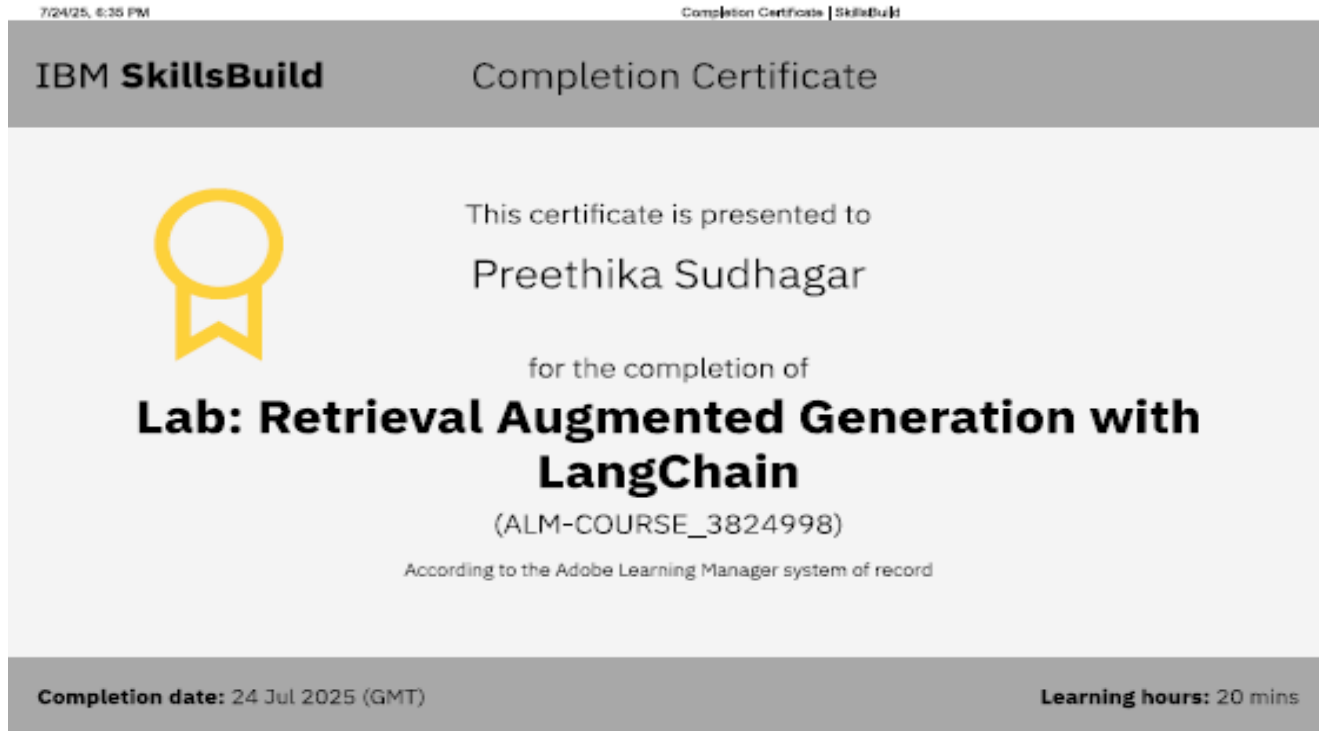 7/24/25, 6:35 PM Completion Certificate | SkillsBuild
IBM SkillsBuild Completion Certificate
This certificate is presented to
Preethika Sudhagar
for the completion of
Lab: Retrieval Augmented Generation with
LangChain
(ALM-COURSE_3824998)
According to the Adobe Learning Manager system of record
Completion date: 24 Jul 2025 (GMT) Learning hours: 20 mins